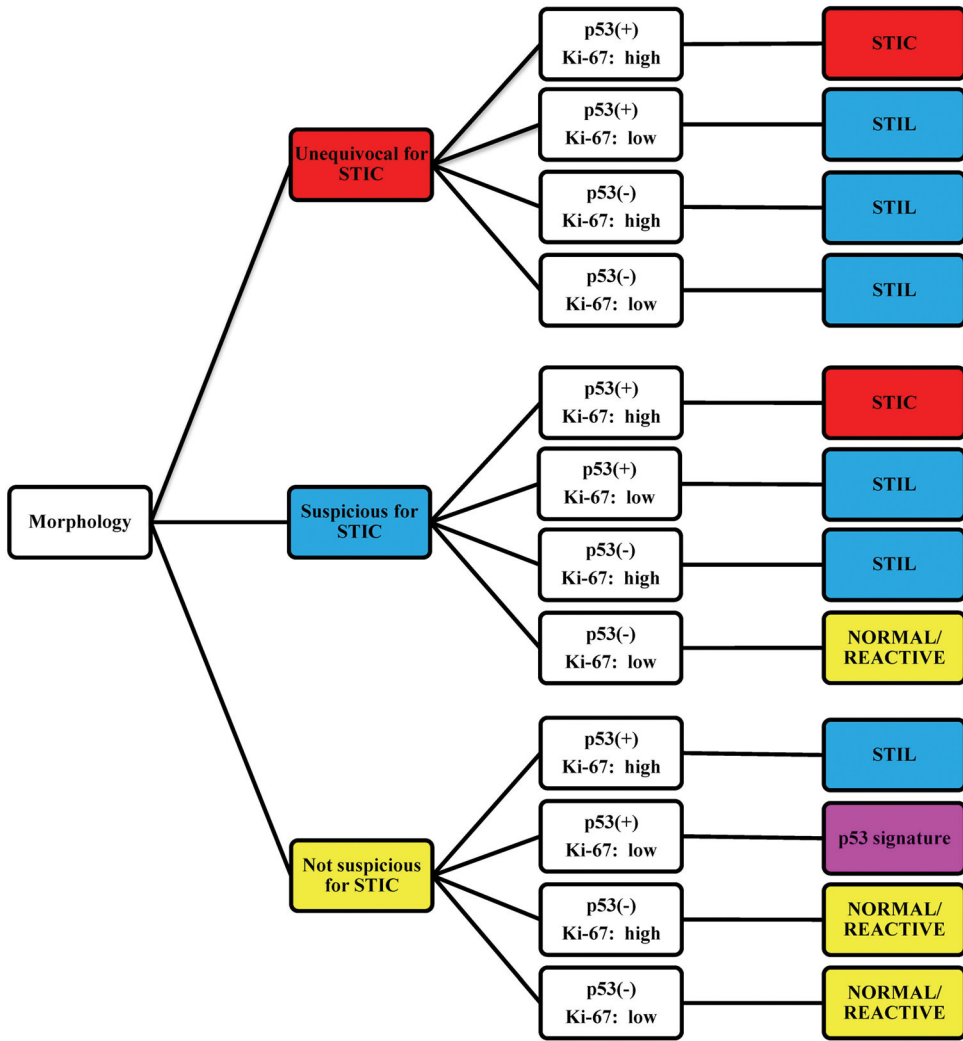 Morphology
Unequivocal for
STIC
p53(+)
Ki-67: high
STIC
p53(+)
Ki-67: low
STIL
p53(-)
Ki-67: high
STIL
p53(-)
Ki-67: low
STIL
Suspicious for
STIC
p53(+)
Ki-67: high
STIC
p53(+)
Ki-67: low
STIL
p53(-)
Ki-67: high
STIL
p53(-)
Ki-67: low
NORMAL/
REACTIVE
Not suspicious
for STIC
p53(+)
Ki-67: high
STIL
p53(+)
Ki-67: low
p53 signature
p53(-)
Ki-67: high
NORMAL/
REACTIVE
p53(-)
Ki-67: low
NORMAL/
REACTIVE